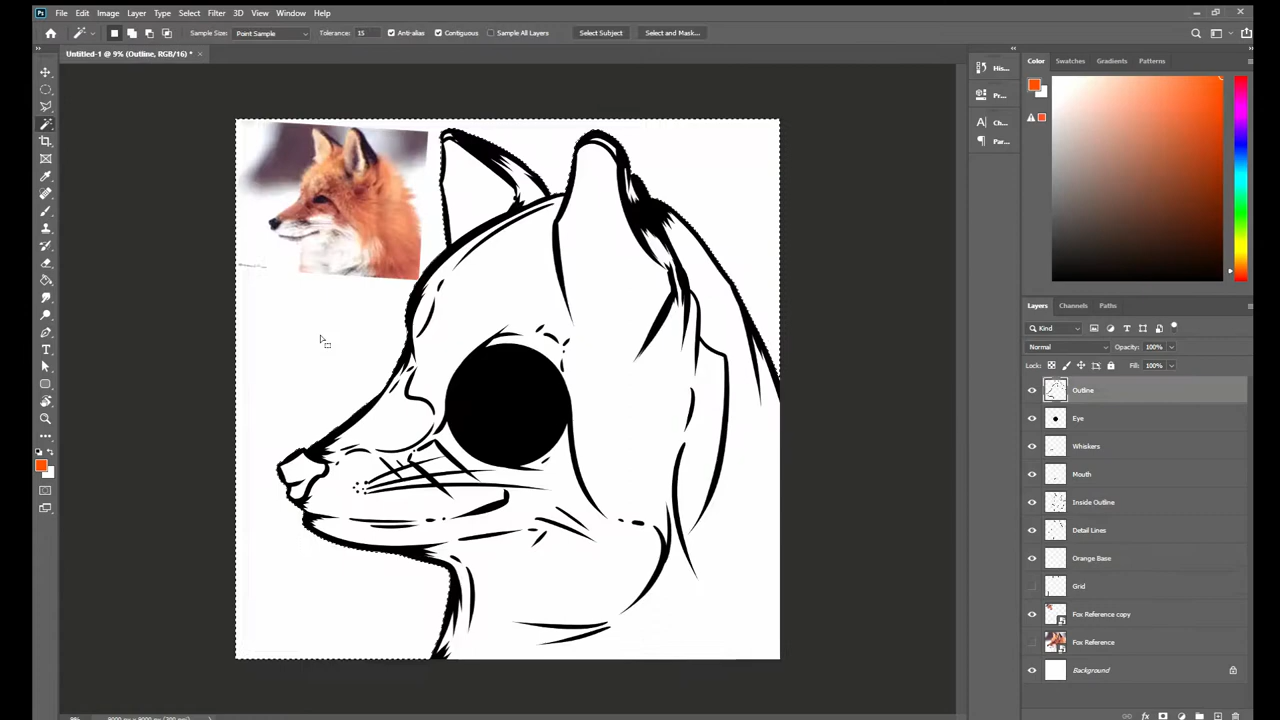 Ps File Edit Image Layer Type Select Filter 3D View Window Help
Sample Size: Point Sample Tolerance: 15 Anti-alias Contiguous Sample All Layers Select Subject Select and Mask...
Untitled-1 @ 9% (Outline, RGB/16) *
His...
Pr...
Ch...
Par...
Color Swatches Gradients Patterns
Layers Channels Paths
Kind
Normal Opacity: 100%
Lock: Fill: 100%
Outline
Eye
Whiskers
Mouth
Inside Outline
Detail Lines
Orange Base
Grid
Fox Reference copy
Fox Reference
Background